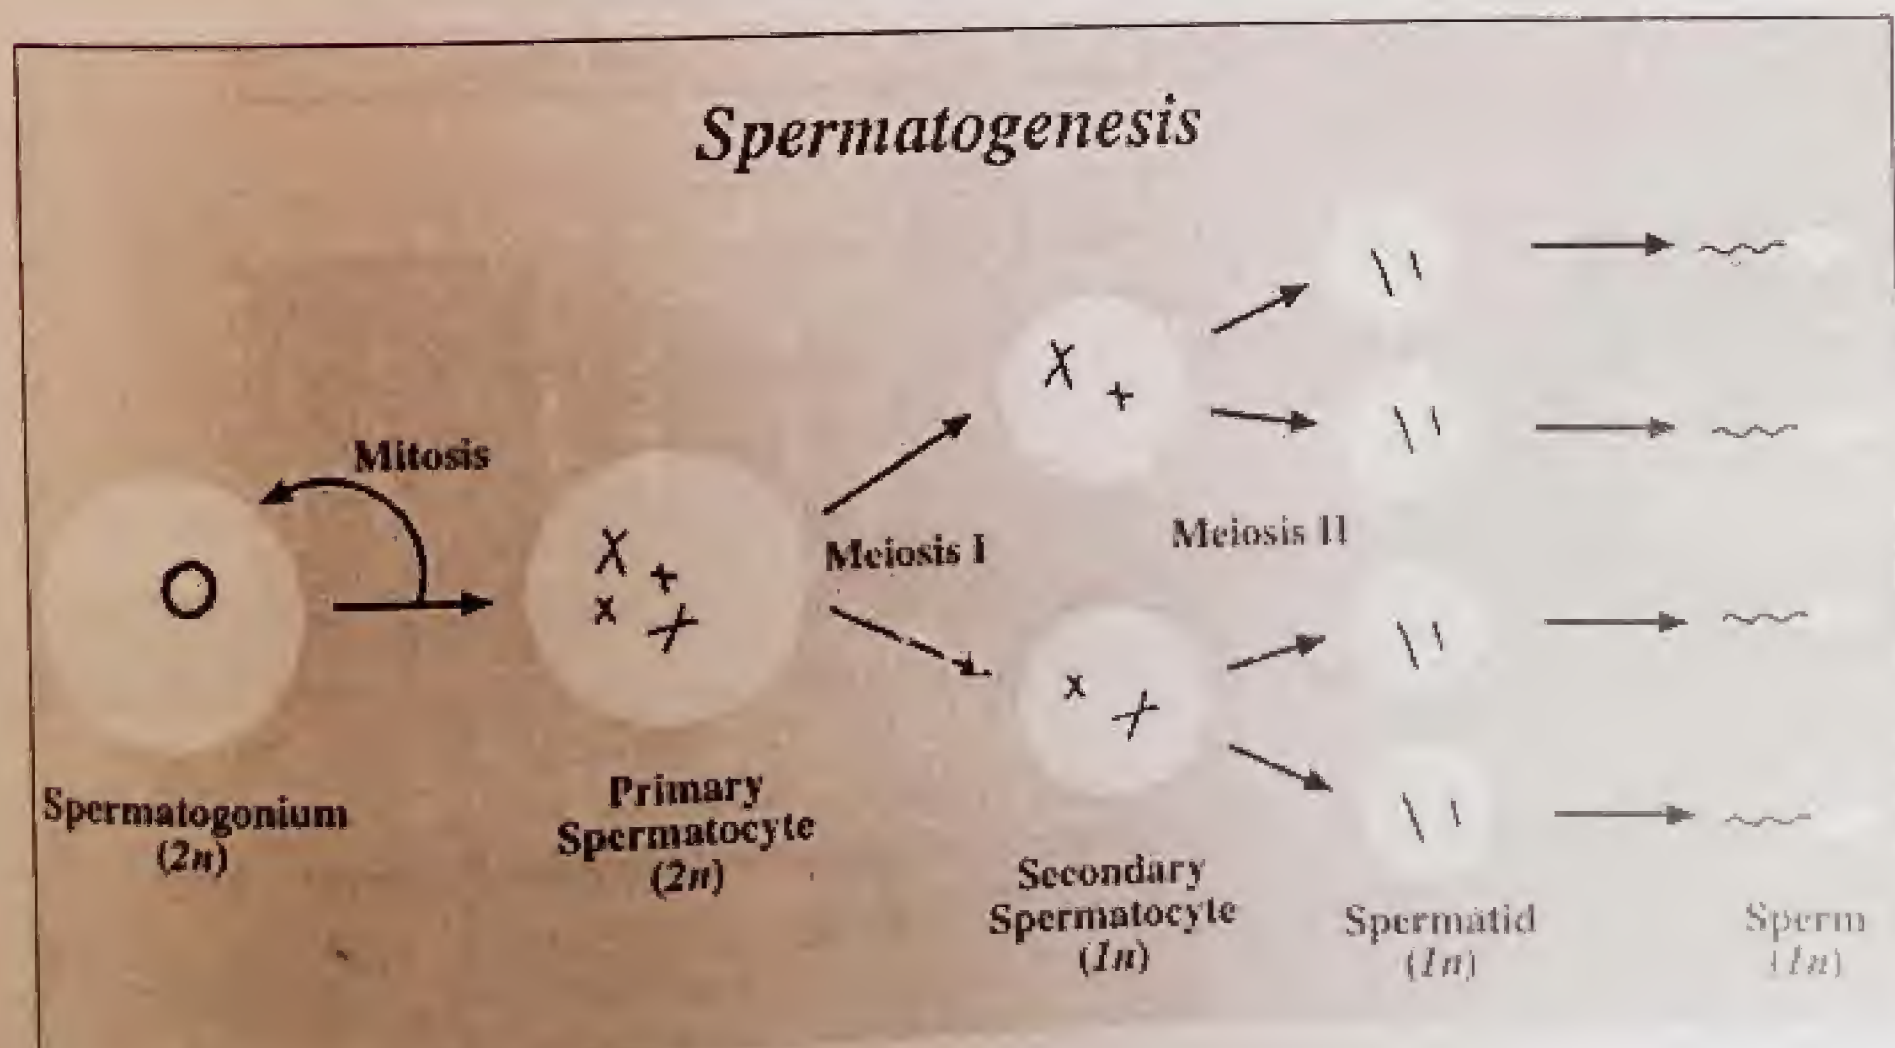 Spermatogenesis
Mitosis
Meiosis I
Meiosis II
Spermatogonium
(2n)
Primary
Spermatocyte
(2n)
Secondary
Spermatocyte
(1n)
Spermatid
(1n)
Sperm
(1n)